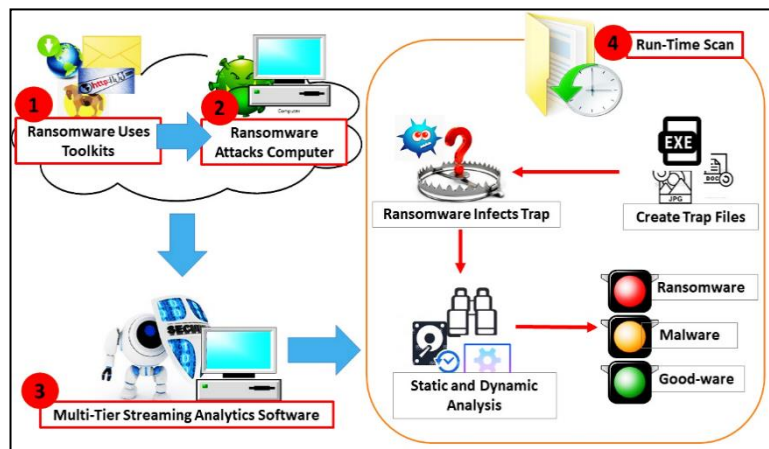 http
1
Ransomware Uses
Toolkits
2
Computer
Ransomware
Attacks Computer
3
Multi-Tier Streaming Analytics Software
4
Run-Time Scan
EXE
DOC
JPG
Create Trap Files
?
Ransomware Infects Trap
Static and Dynamic
Analysis
Ransomware
Malware
Good-ware